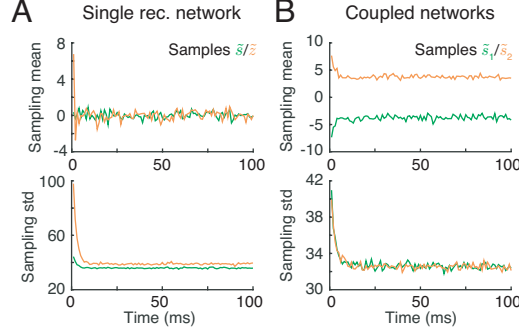 A Single rec. network
Sampling mean
8
4
0
-4
Samples s̃/z̃
0 50 100
Sampling std
100
60
20
0 50 100
Time (ms)
B Coupled networks
Sampling mean
10
5
0
-5
-10
Samples s̃₁/s̃₂
0 50 100
Sampling std
42
38
34
30
0 50 100
Time (ms)